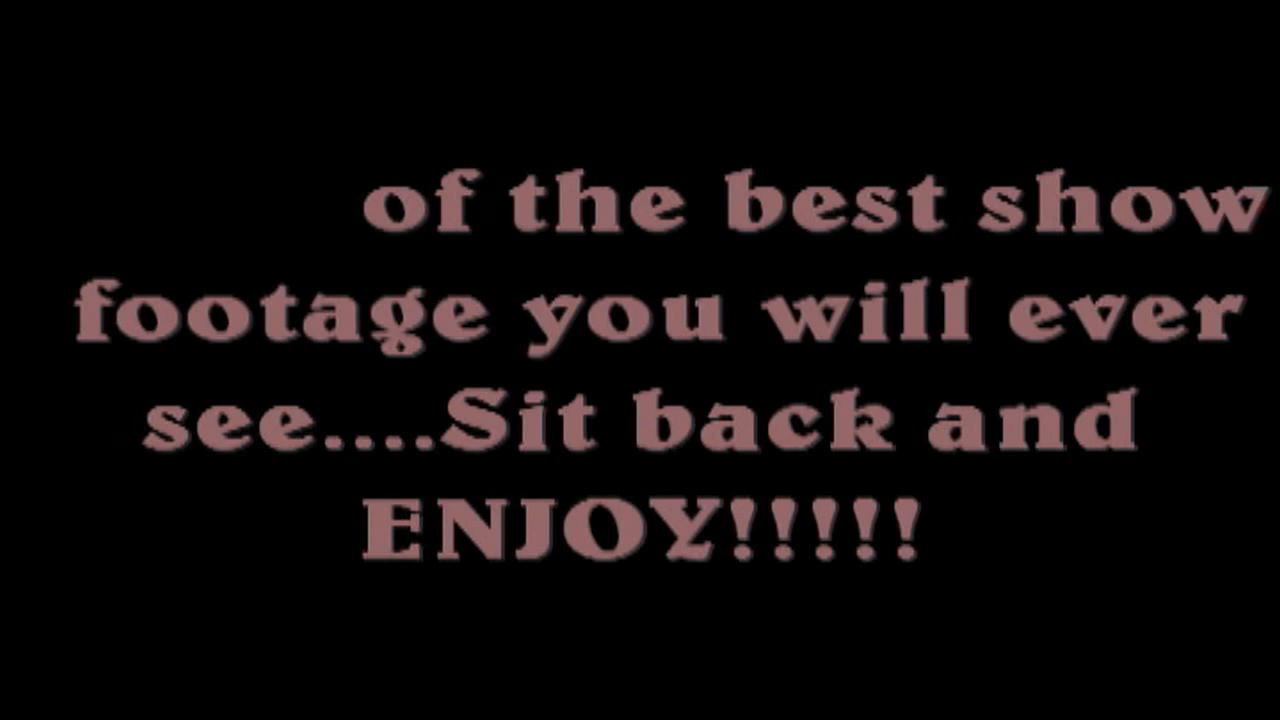 of the best show
footage you will ever
see....Sit back and
ENJOY!!!!!